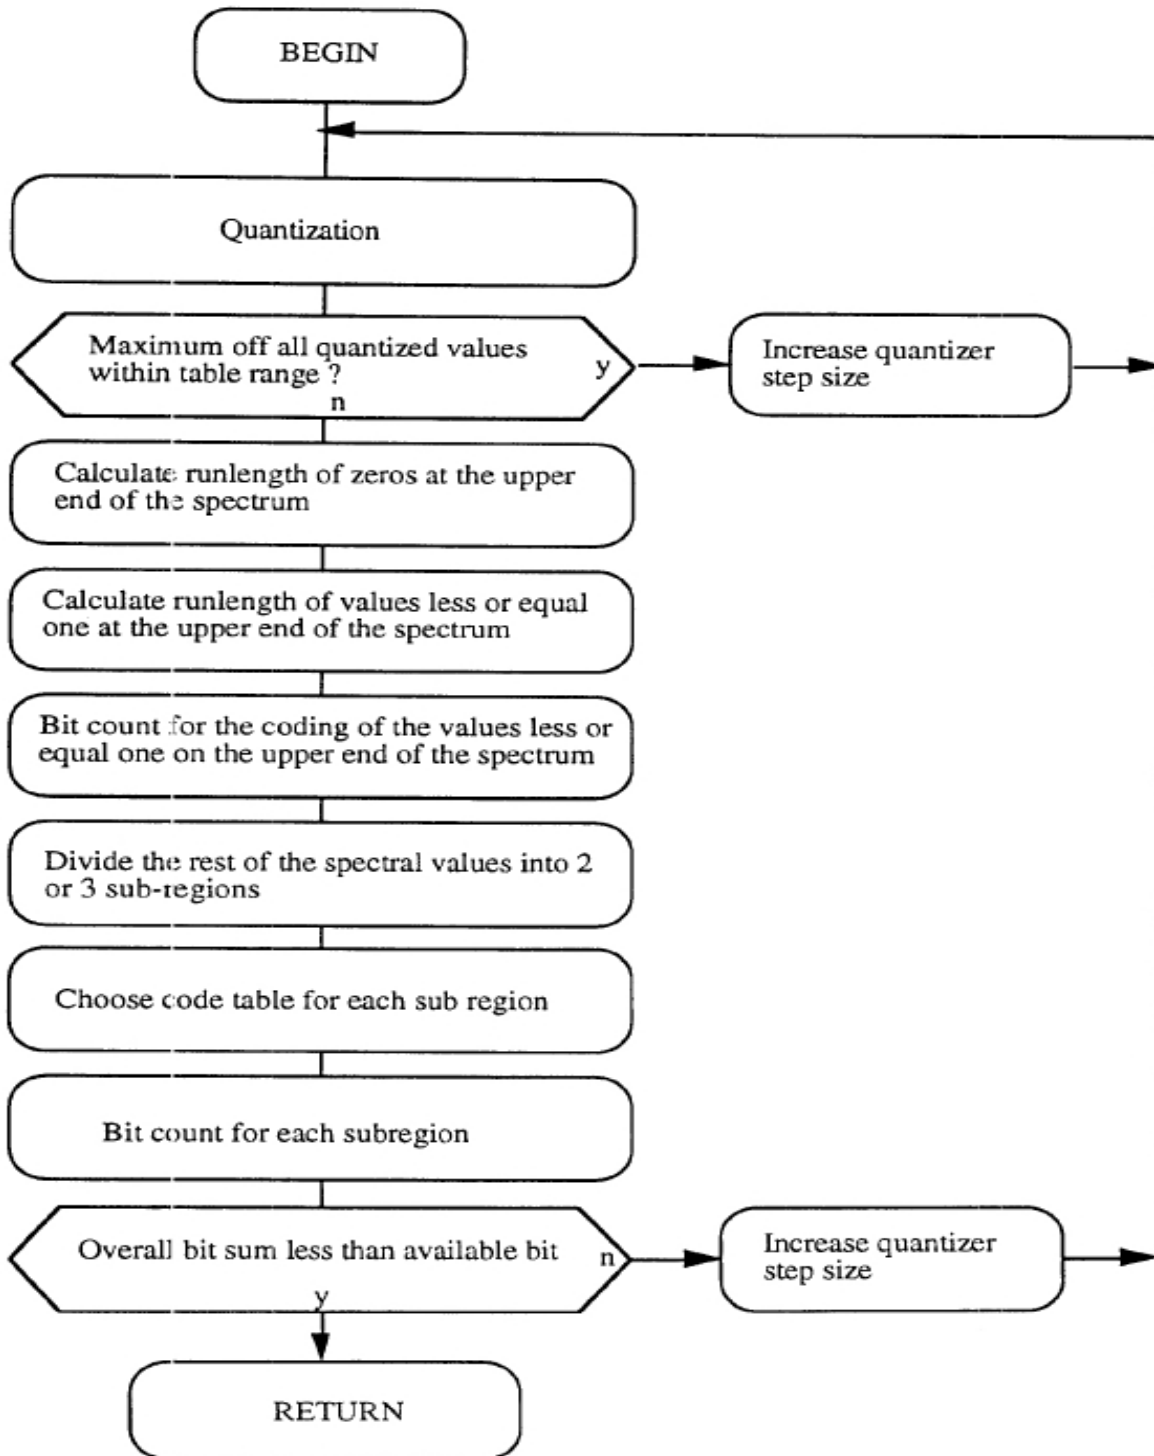 BEGIN
Quantization
Maximum off all quantized values
within table range ?
y
n
Increase quantizer
step size
Calculate runlength of zeros at the upper
end of the spectrum
Calculate runlength of values less or equal
one at the upper end of the spectrum
Bit count for the coding of the values less or
equal one on the upper end of the spectrum
Divide the rest of the spectral values into 2
or 3 sub-regions
Choose code table for each sub region
Bit count for each subregion
Overall bit sum less than available bit
n
y
Increase quantizer
step size
RETURN